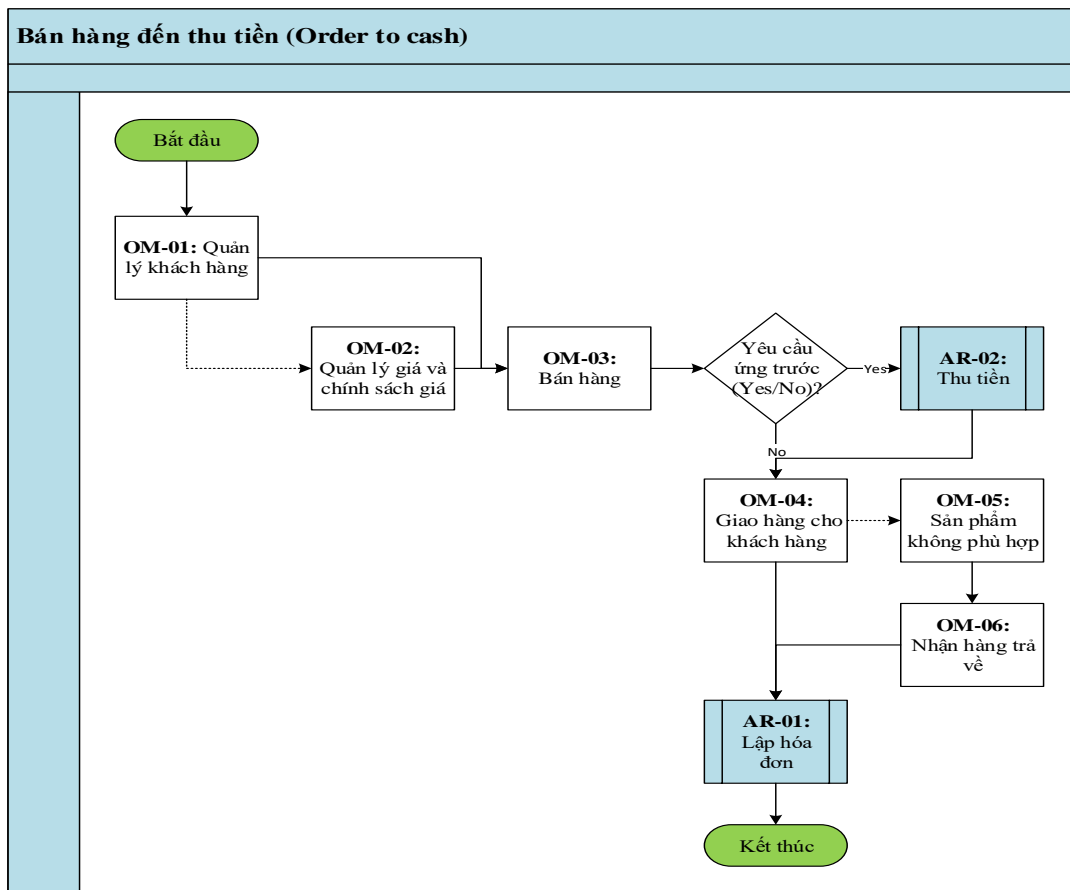 Bán hàng đến thu tiền (Order to cash)
Bắt đầu
OM-01: Quản
lý khách hàng
OM-02:
Quản lý giá và
chính sách giá
OM-03:
Bán hàng
Yêu cầu
ứng trước
(Yes/No)?
Yes
AR-02:
Thu tiền
No
OM-04:
Giao hàng cho
khách hàng
OM-05:
Sản phẩm
không phù hợp
OM-06:
Nhận hàng trả
về
AR-01:
Lập hóa
đơn
Kết thúc